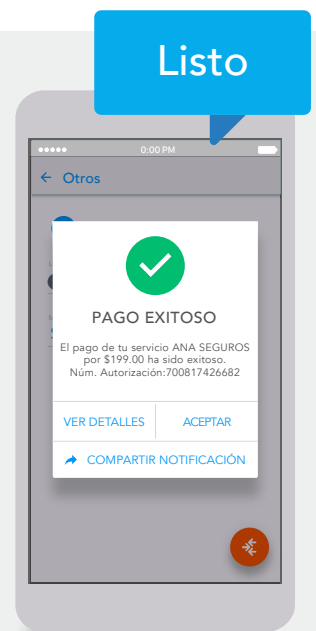 Listo
0:00 PM
Otros
PAGO EXITOSO
El pago de tu servicio ANA SEGUROS
por $199.00 ha sido exitoso.
Núm. Autorización:700817426682
VER DETALLES
ACEPTAR
COMPARTIR NOTIFICACIÓN